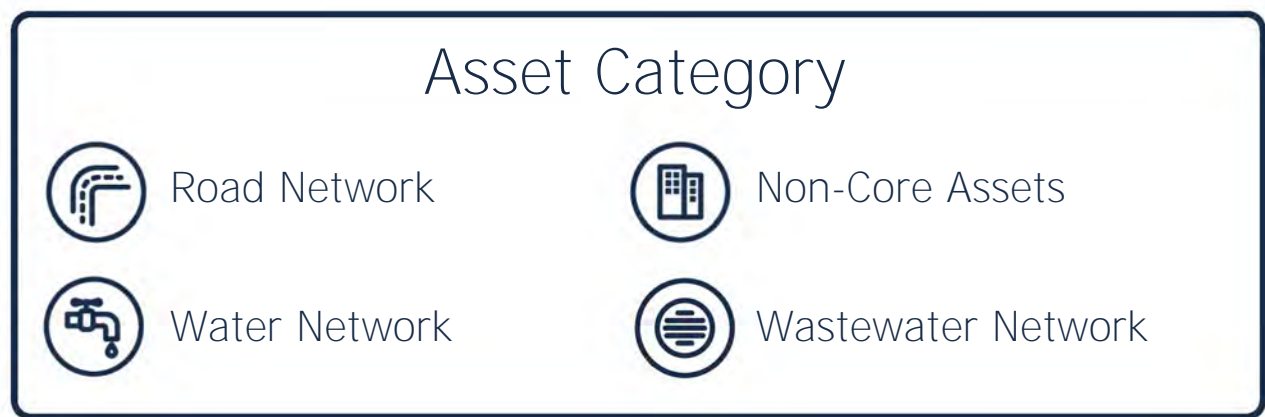 Asset Category
Road Network
Non-Core Assets
Water Network
Wastewater Network